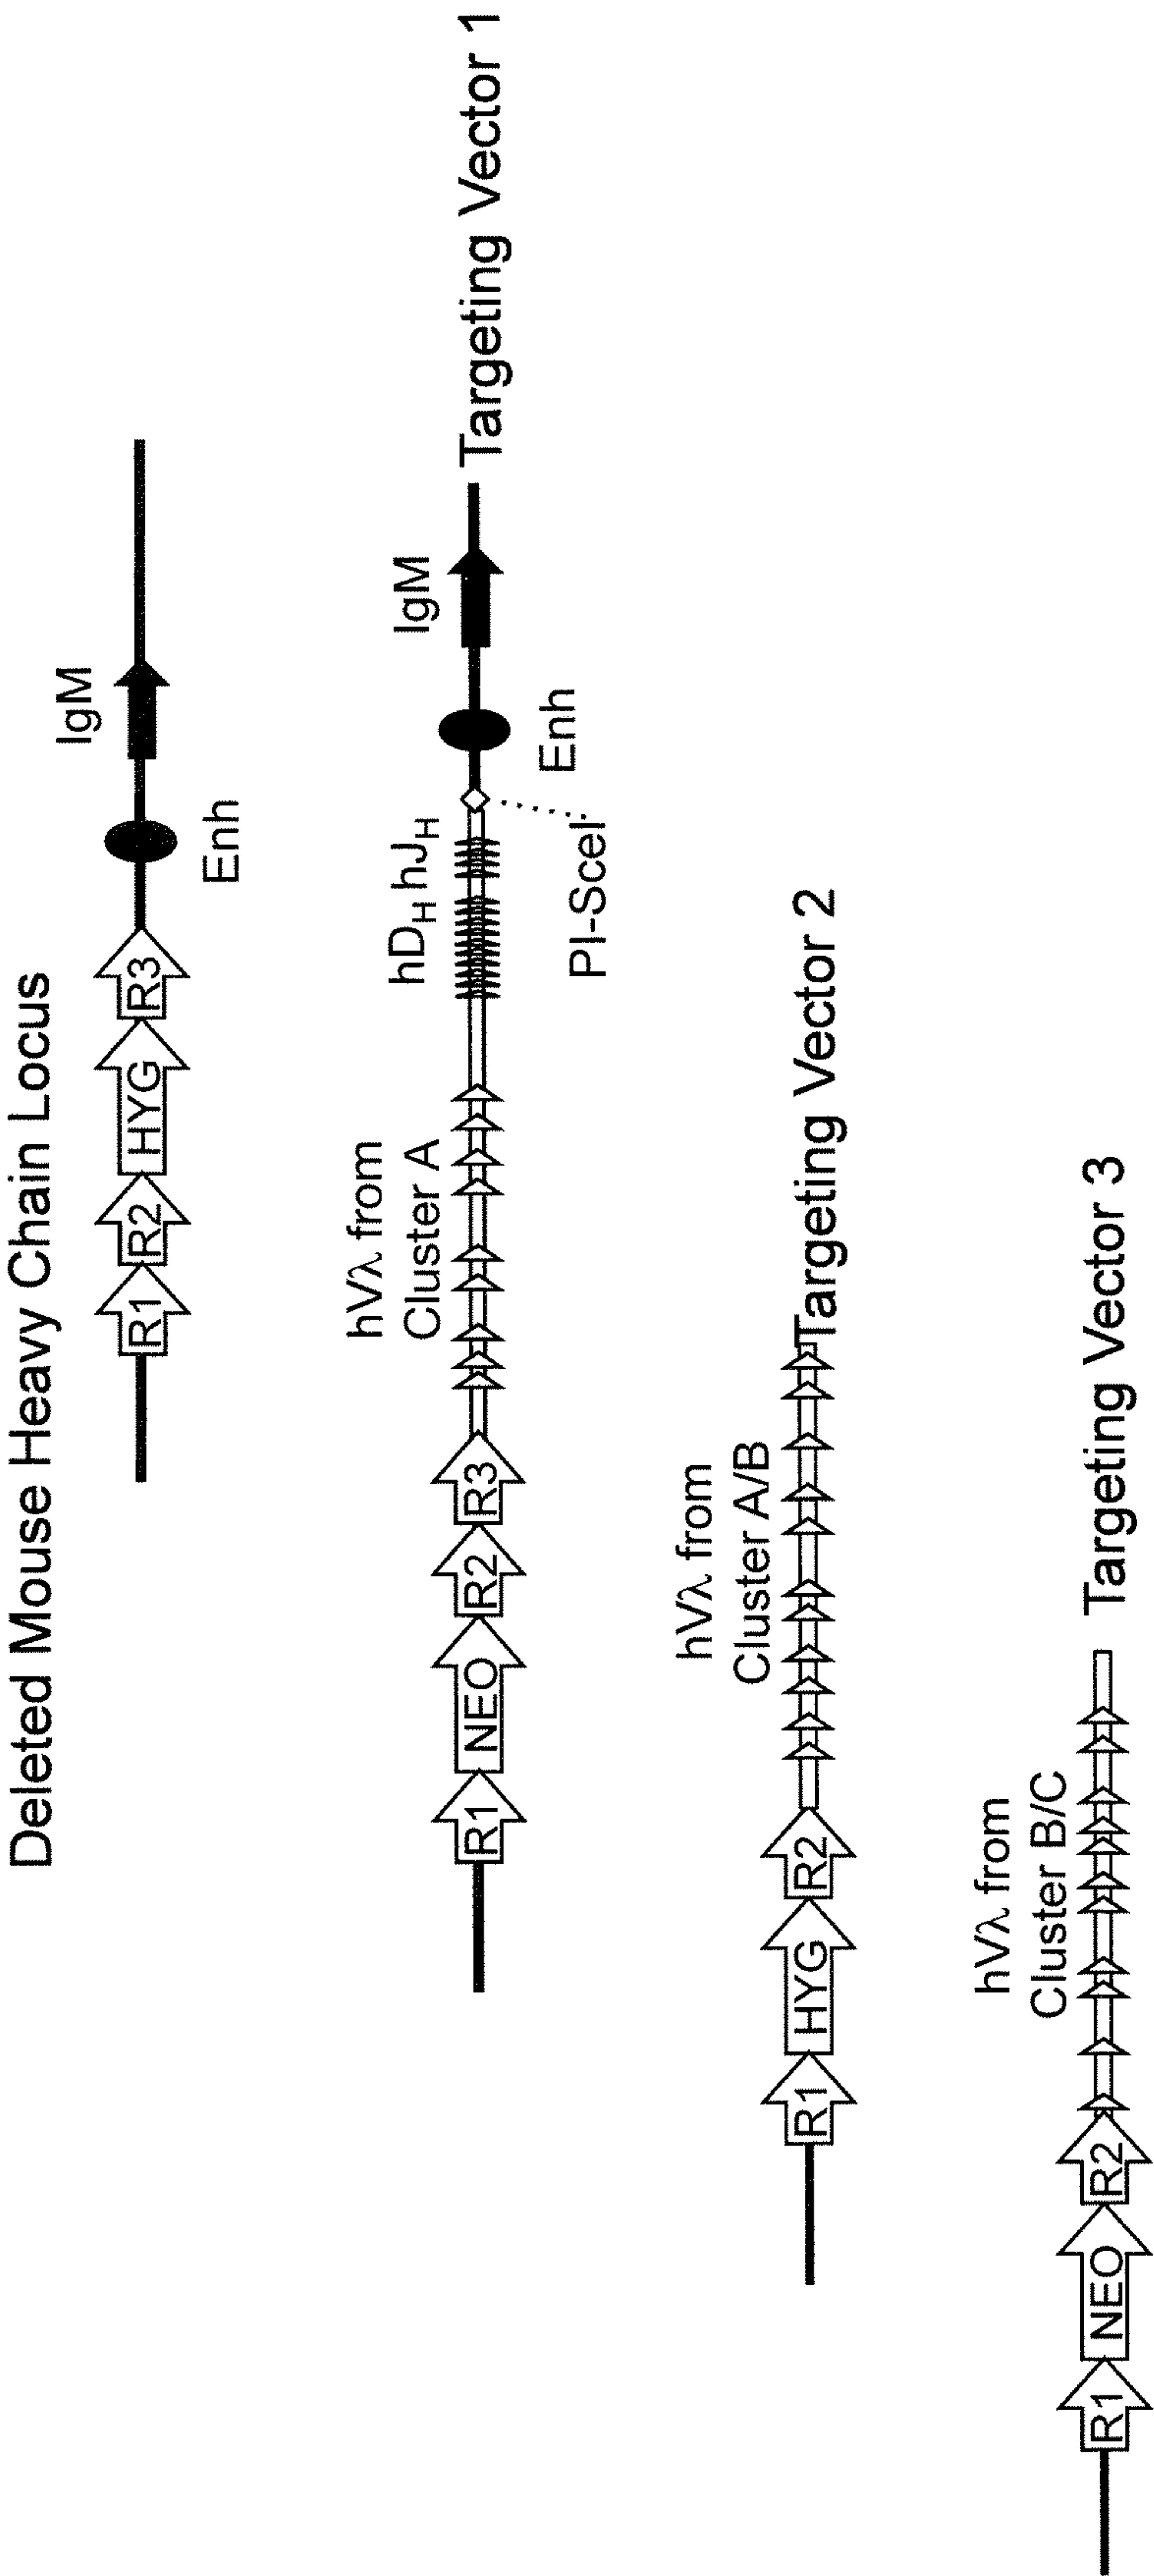 Deleted Mouse Heavy Chain Locus
R1
R2
HYG
R3
Enh
IgM
hVλ from
Cluster A
hDH hJH
IgM
R1
NEO
R2
R3
Enh
PI-SceI
Targeting Vector 1
hVλ from
Cluster A/B
R1
HYG
R2
Targeting Vector 2
hVλ from
Cluster B/C
R1
NEO
R2
Targeting Vector 3